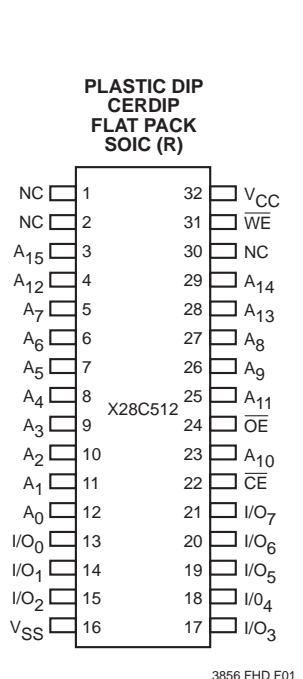 PLASTIC DIP
CERDIP
FLAT PACK
SOIC (R)
NC 1 32 VCC
NC 2 31 WE
A15 3 30 NC
A12 4 29 A14
A7 5 28 A13
A6 6 27 A8
A5 7 26 A9
A4 8 25 A11
X28C512
A3 9 24 OE
A2 10 23 A10
A1 11 22 CE
A0 12 21 I/O7
I/O0 13 20 I/O6
I/O1 14 19 I/O5
I/O2 15 18 I/04
VSS 16 17 I/O3
3856 FHD F01